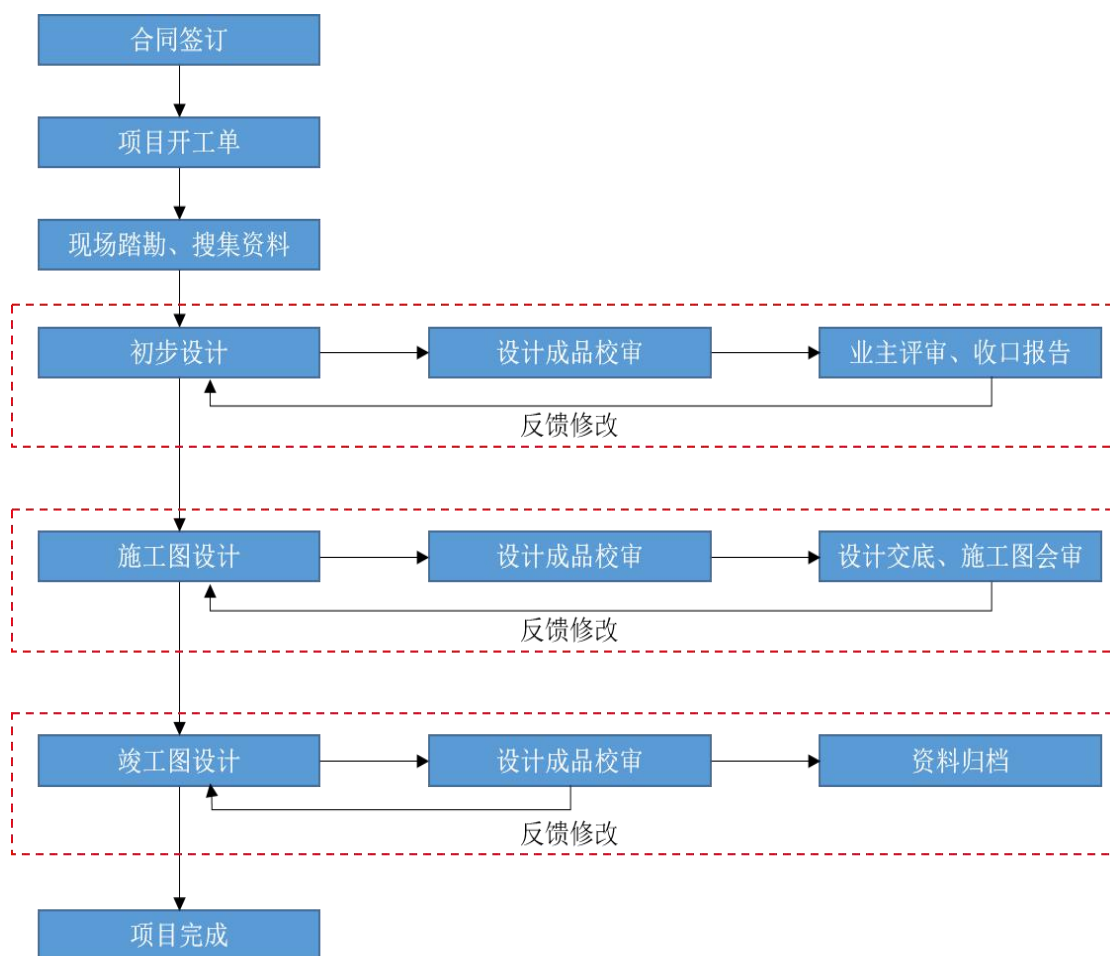 合同签订
项目开工单
现场踏勘、搜集资料
初步设计
设计成品校审
业主评审、收口报告
反馈修改
施工图设计
设计成品校审
设计交底、施工图会审
反馈修改
竣工图设计
设计成品校审
资料归档
反馈修改
项目完成